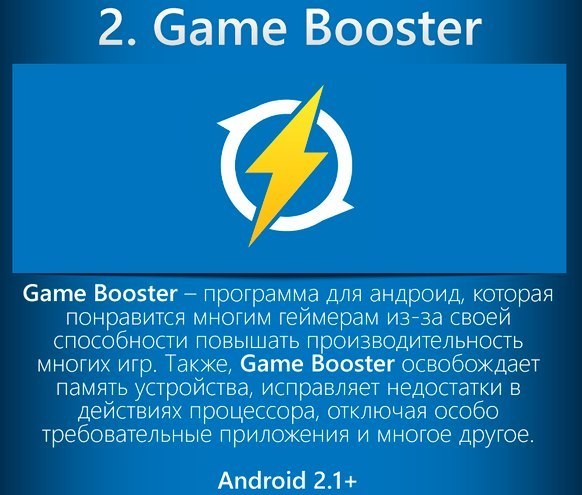 2. Game Booster
Game Booster – программа для андроид, которая
понравится многим геймерам из-за своей
способности повышать производительность
многих игр. Также, Game Booster освобождает
память устройства, исправляет недостатки в
действиях процессора, отключая особо
требовательные приложения и многое другое.
Android 2.1+